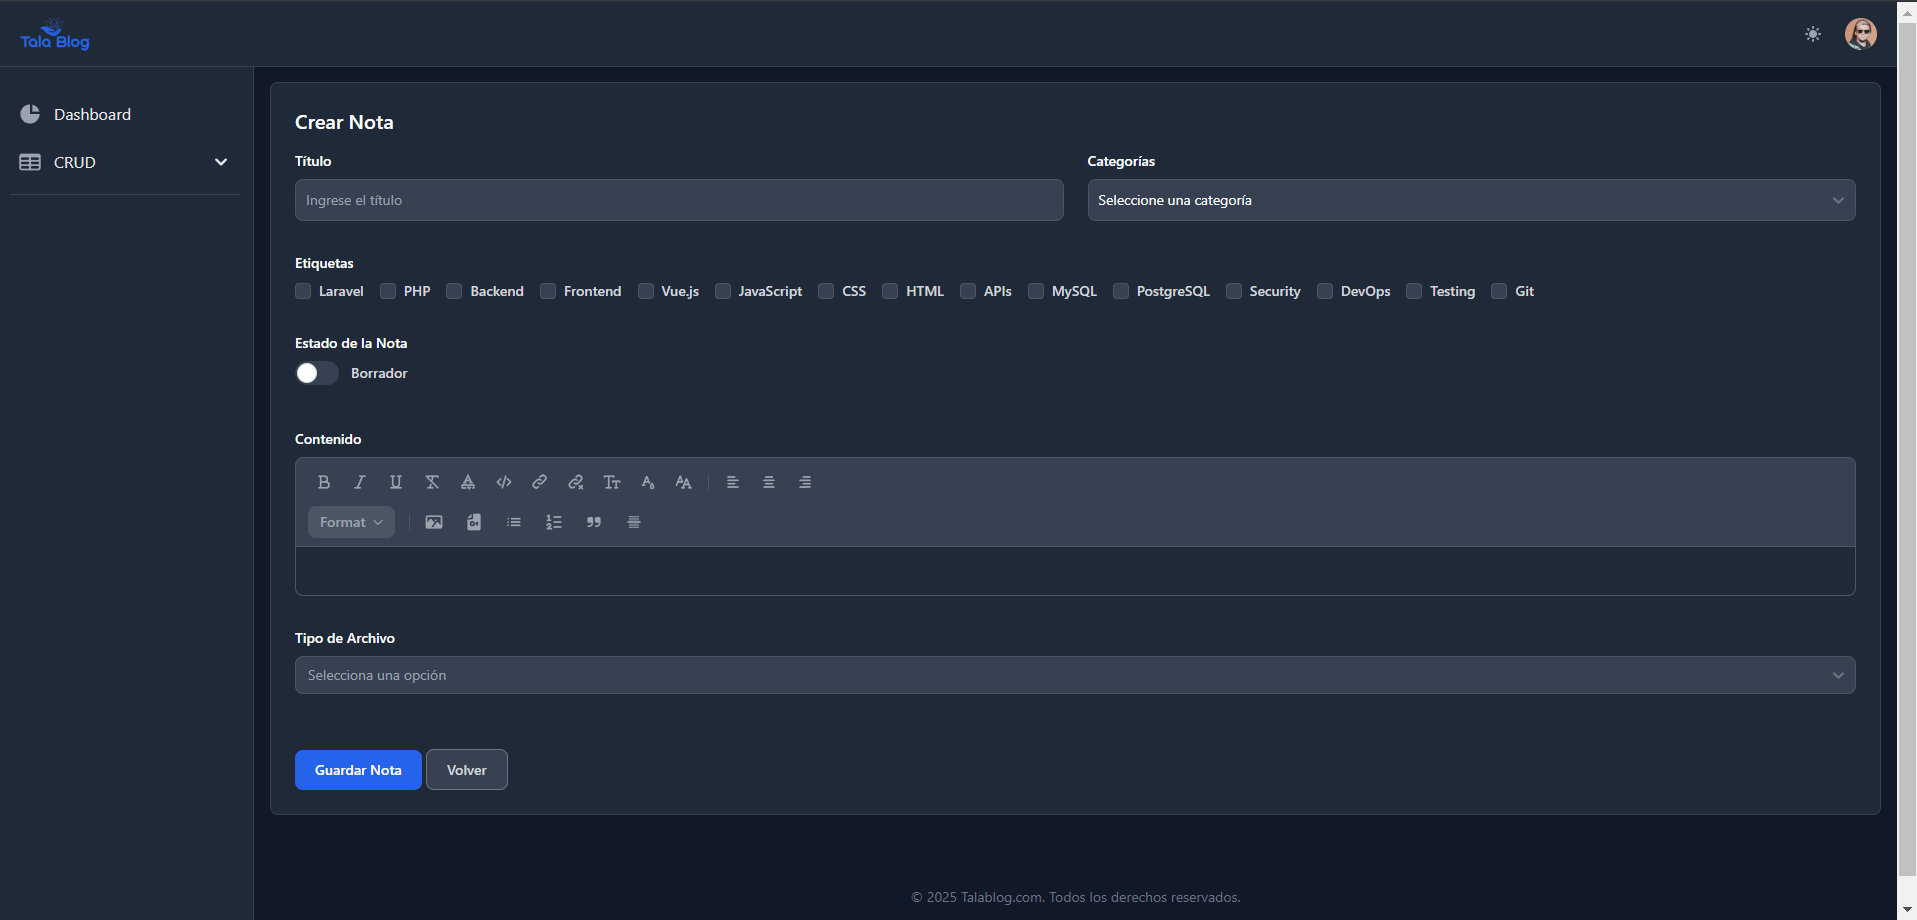 Tala Blog
Dashboard
CRUD
Crear Nota
Título
Categorías
Ingrese el título
Seleccione una categoría
Etiquetas
Laravel PHP Backend Frontend Vue.js JavaScript CSS HTML APIs MySQL PostgreSQL Security DevOps Testing Git
Estado de la Nota
Borrador
Contenido
Format
Tipo de Archivo
Selecciona una opción
Guardar Nota
Volver
© 2025 Talablog.com. Todos los derechos reservados.